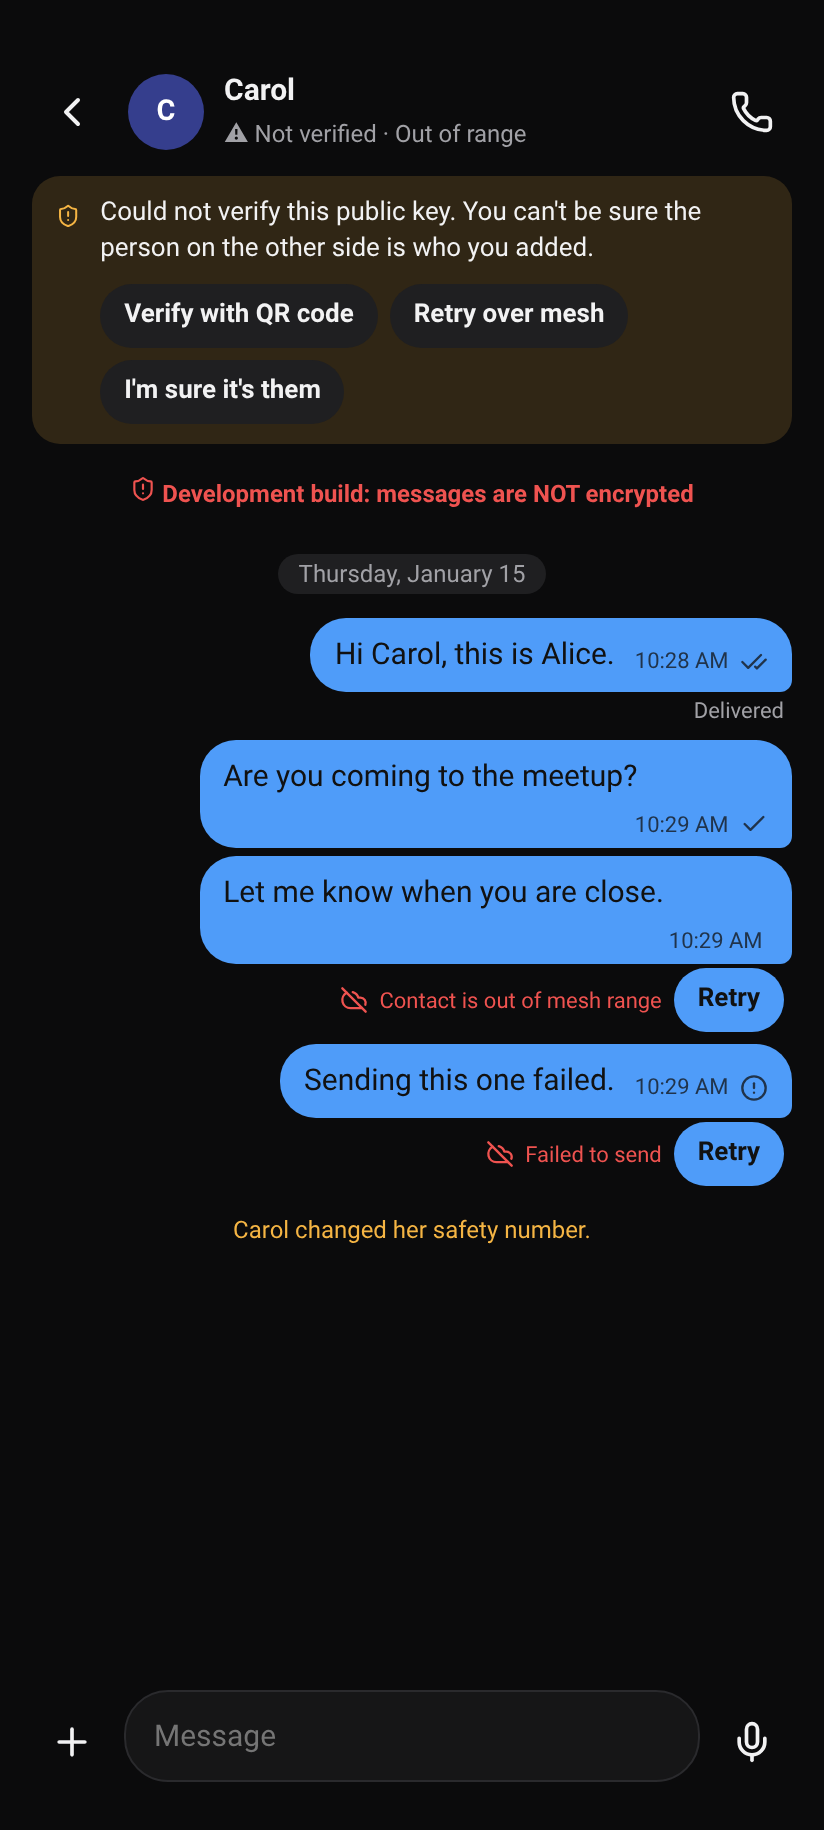 Carol
C
Not verified · Out of range
Could not verify this public key. You can't be sure the
person on the other side is who you added.
Verify with QR code
Retry over mesh
I'm sure it's them
Development build: messages are NOT encrypted
Thursday, January 15
Hi Carol, this is Alice. 10:28 AM
Delivered
Are you coming to the meetup?
10:29 AM
Let me know when you are close.
10:29 AM
Contact is out of mesh range Retry
Sending this one failed. 10:29 AM
Failed to send Retry
Carol changed her safety number.
Message